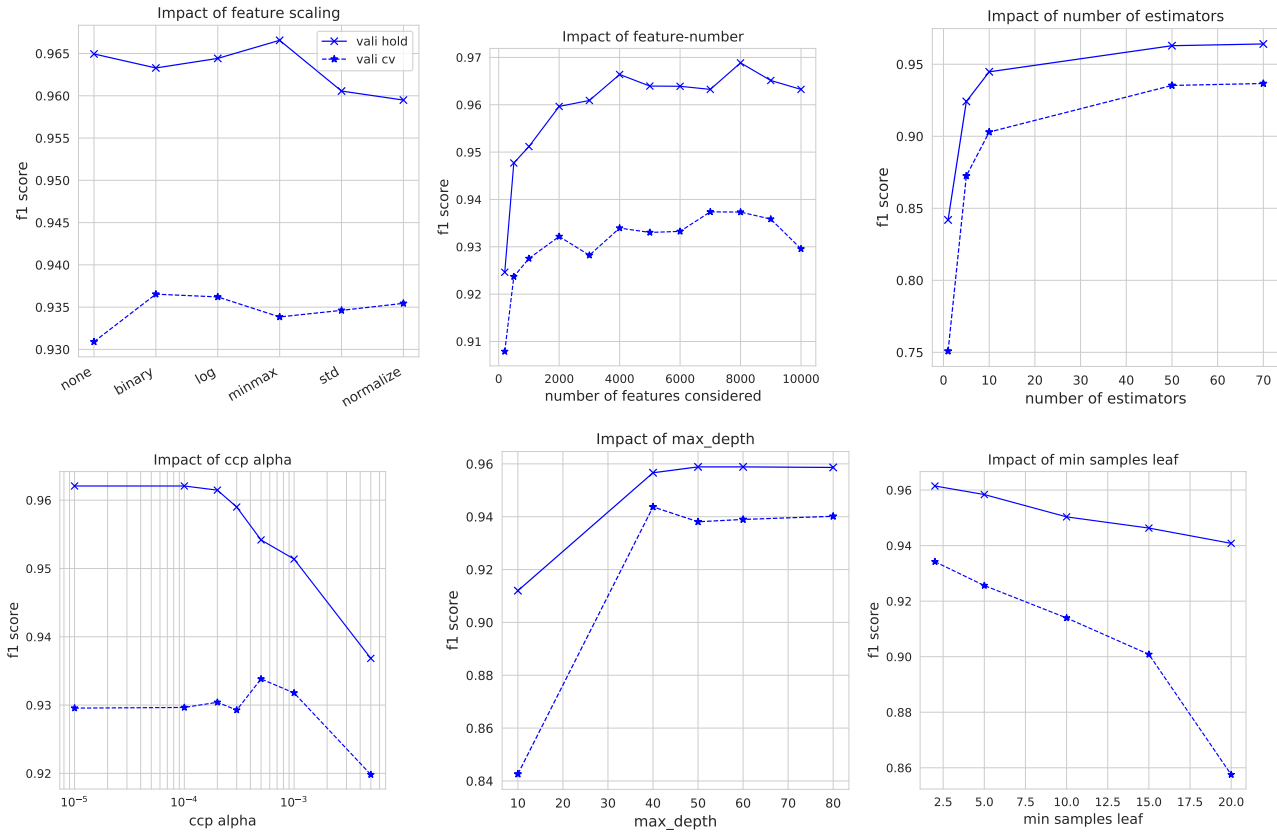 Impact of feature scaling
vali hold
vali cv
0.965
0.960
0.955
0.950
0.945
0.940
0.935
0.930
f1 score
none
binary
log
minmax
std
normalize
Impact of feature-number
0.97
0.96
0.95
0.94
0.93
0.92
0.91
f1 score
0 2000 4000 6000 8000 10000
number of features considered
Impact of number of estimators
0.95
0.90
0.85
0.80
0.75
f1 score
0 10 20 30 40 50 60 70
number of estimators
Impact of ccp alpha
0.96
0.95
0.94
0.93
0.92
f1 score
10⁻⁵ 10⁻⁴ 10⁻³
ccp alpha
Impact of max_depth
0.96
0.94
0.92
0.90
0.88
0.86
0.84
f1 score
10 20 30 40 50 60 70 80
max_depth
Impact of min samples leaf
0.96
0.94
0.92
0.90
0.88
0.86
f1 score
2.5 5.0 7.5 10.0 12.5 15.0 17.5 20.0
min samples leaf